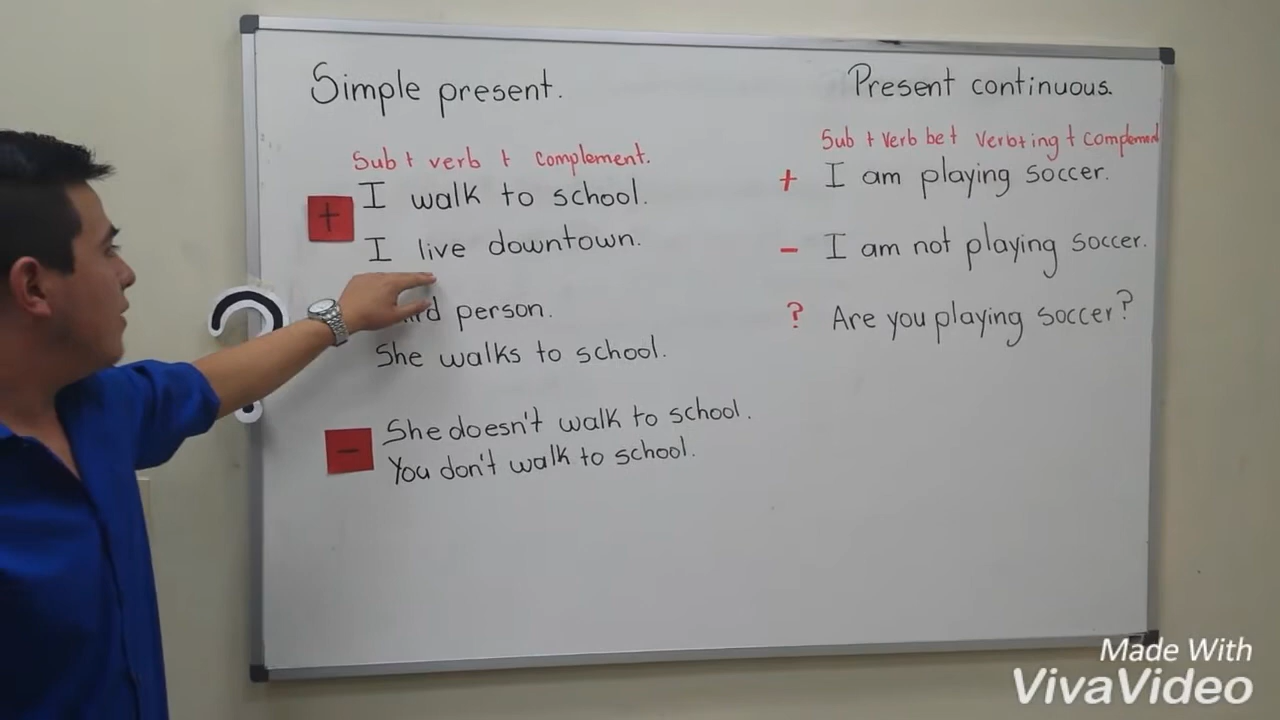 Simple present.
Sub + verb + complement.
+
I walk to school.
I live downtown.
person.
She walks to school.
-
She doesn't walk to school.
You don't walk to school.
?
Present continuous.
Sub + verb be + verb + ing + complement
+ I am playing soccer.
- I am not playing soccer.
? Are you playing soccer?
Made With
VivaVideo